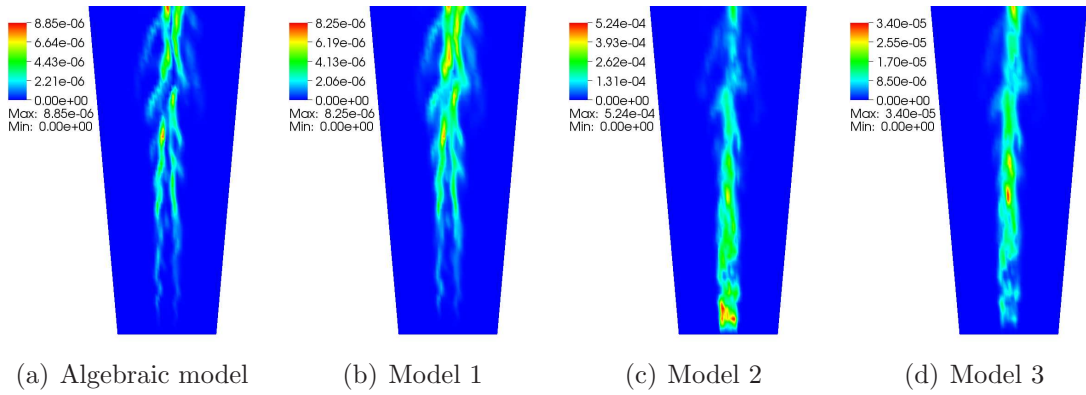 8.85e-06
6.64e-06
4.43e-06
2.21e-06
0.00e+00
Max: 8.85e-06
Min: 0.00e+00
8.25e-06
6.19e-06
4.13e-06
2.06e-06
0.00e+00
Max: 8.25e-06
Min: 0.00e+00
5.24e-04
3.93e-04
2.62e-04
1.31e-04
0.00e+00
Max: 5.24e-04
Min: 0.00e+00
3.40e-05
2.55e-05
1.70e-05
8.50e-06
0.00e+00
Max: 3.40e-05
Min: 0.00e+00
(a) Algebraic model
(b) Model 1
(c) Model 2
(d) Model 3